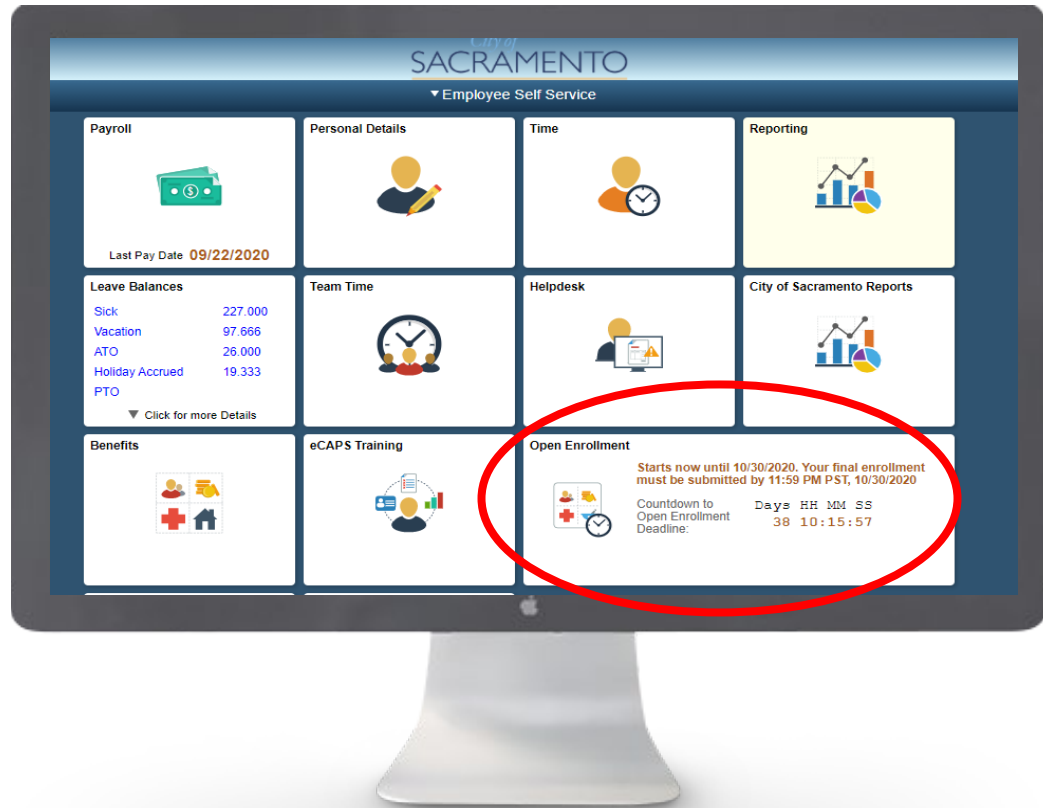 City of
SACRAMENTO
▼Employee Self Service
Payroll
Last Pay Date 09/22/2020
Personal Details
Time
Reporting
Leave Balances
Sick 227.000
Vacation 97.666
ATO 26.000
Holiday Accrued 19.333
PTO
▼ Click for more Details
Team Time
Helpdesk
City of Sacramento Reports
Benefits
eCAPS Training
Open Enrollment
Starts now until 10/30/2020. Your final enrollment
must be submitted by 11:59 PM PST, 10/30/2020
Countdown to
Open Enrollment
Deadline:
Days HH MM SS
38 10:15:57